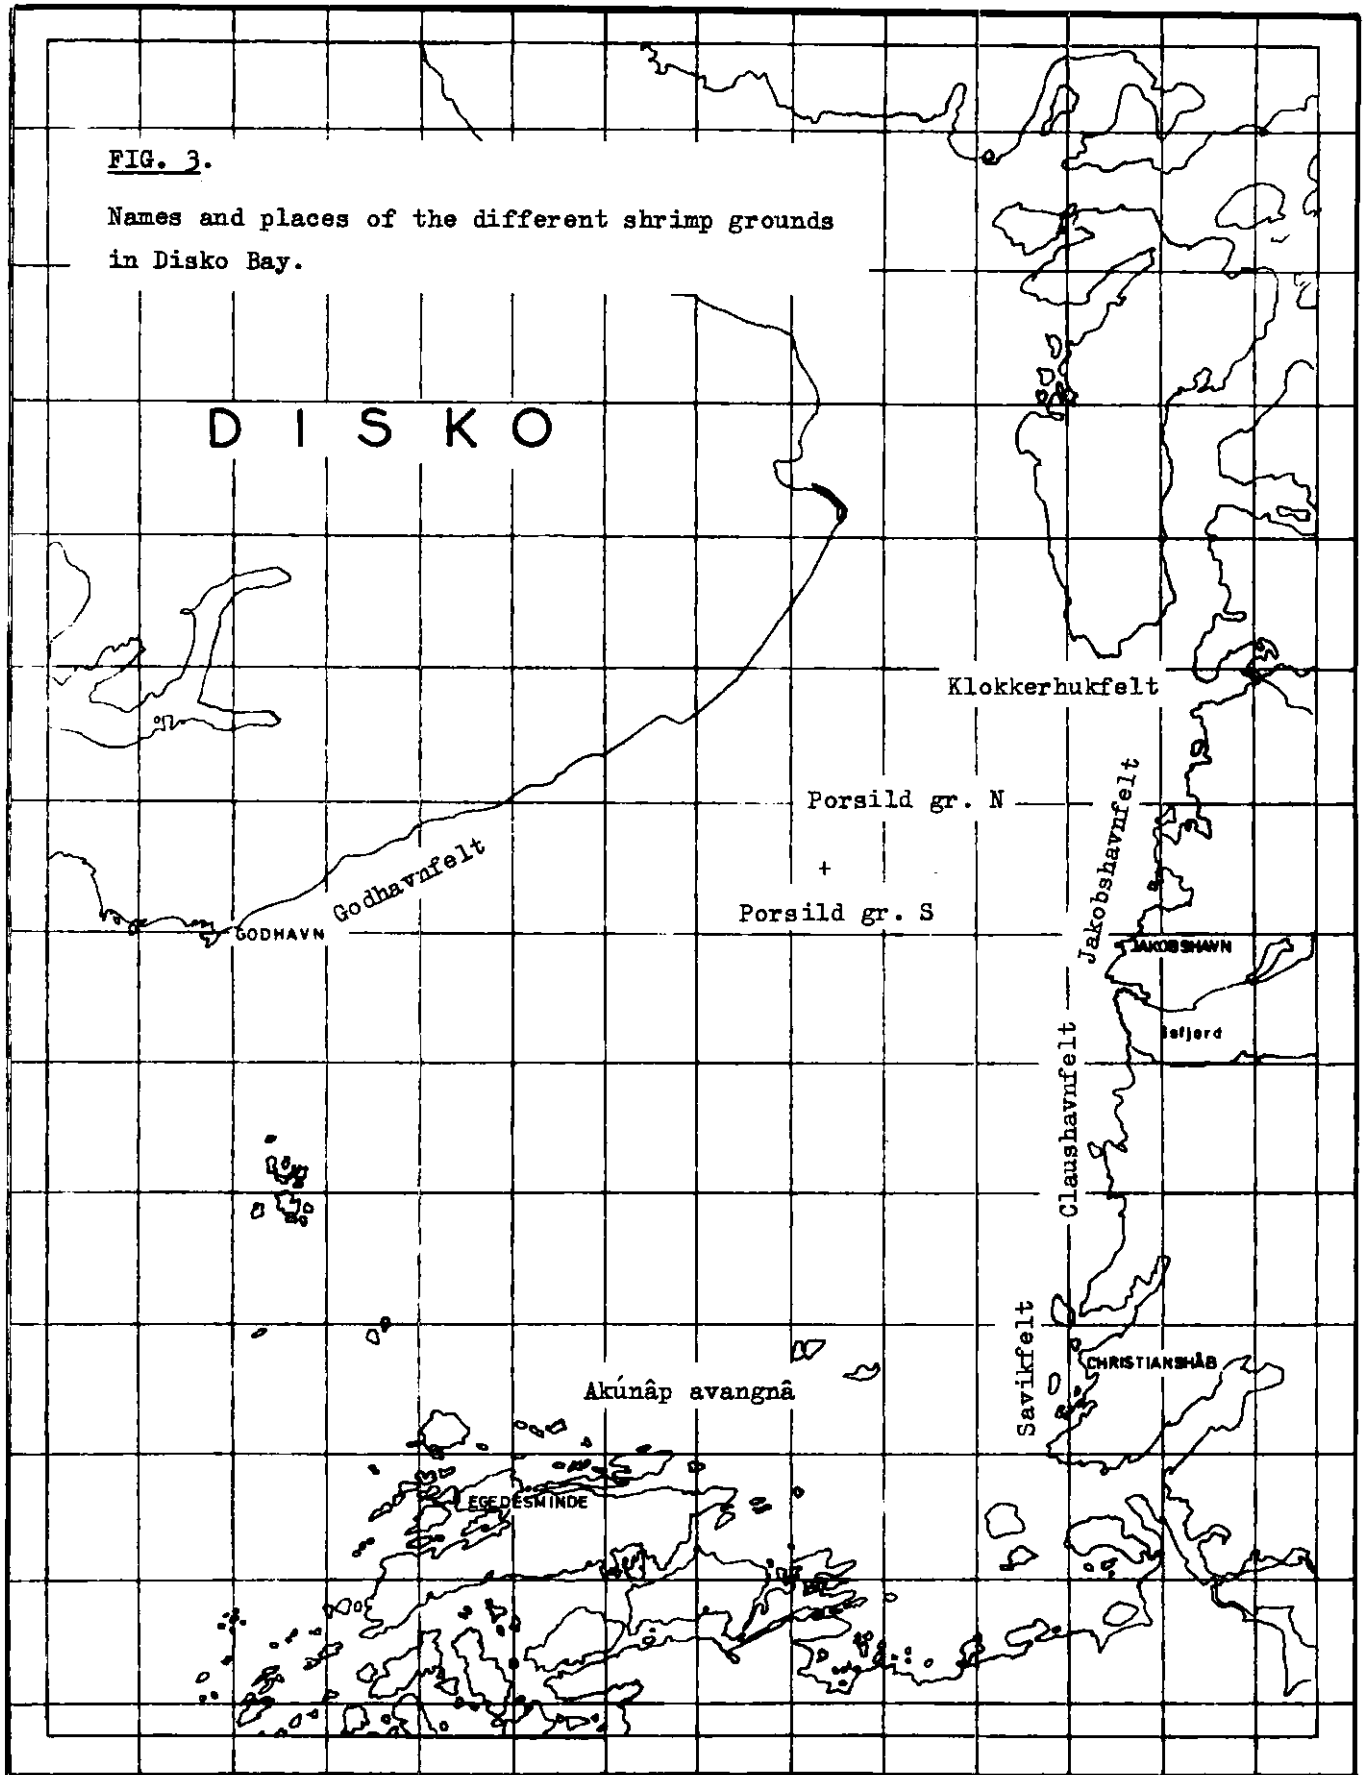 FIG. 3.
Names and places of the different shrimp grounds
in Disko Bay.
DISKO
Klokkerhukfelt
Jakobshavnfelt
Porsild gr. N
+
Porsild gr. S
Godhavnfelt
GODHAVN
JAKOBSHAVN
Isfjord
Claushavnfelt
Savikfelt
CHRISTIANSHÅB
Akúnâp avangnâ
EGEDESMINDE